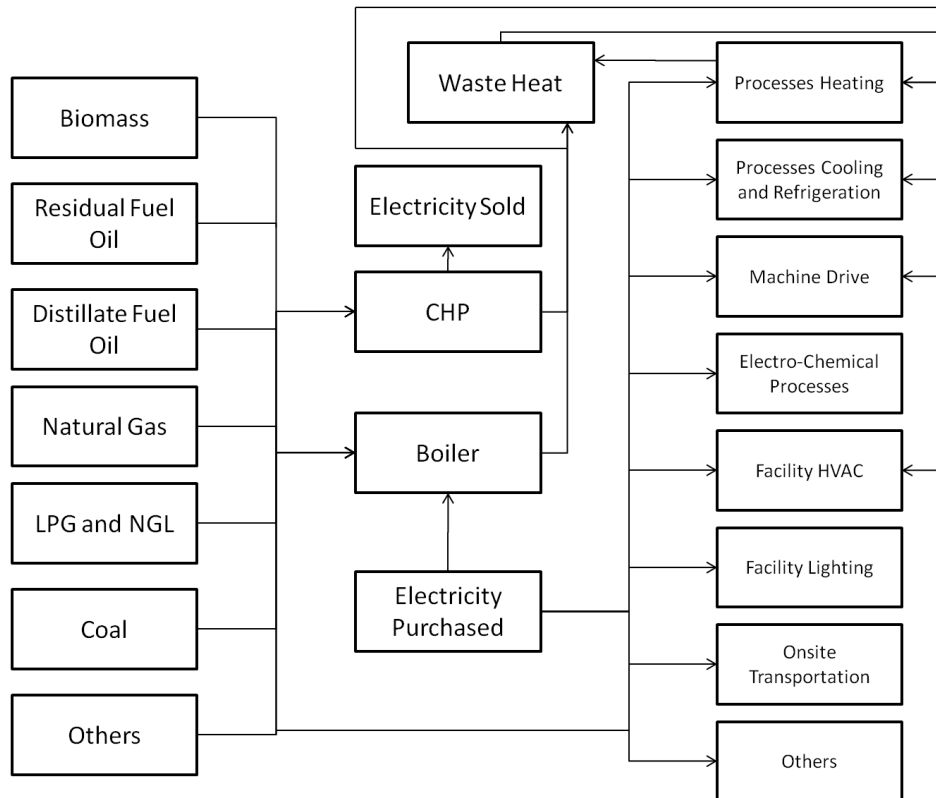 Biomass
Residual Fuel
Oil
Distillate Fuel
Oil
Natural Gas
LPG and NGL
Coal
Others
Waste Heat
Electricity Sold
CHP
Boiler
Electricity
Purchased
Processes Heating
Processes Cooling
and Refrigeration
Machine Drive
Electro-Chemical
Processes
Facility HVAC
Facility Lighting
Onsite
Transportation
Others